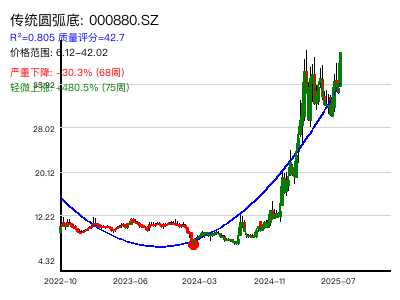 传统圆弧底: 000880.SZ
R²=0.805 质量评分=42.7
价格范围: 6.12-42.02
严重下降: -30.3% (68周)
轻微上涨: +480.5% (75周)
35.92
28.02
20.12
12.22
4.32
2022-10
2023-06
2024-03
2024-11
2025-07